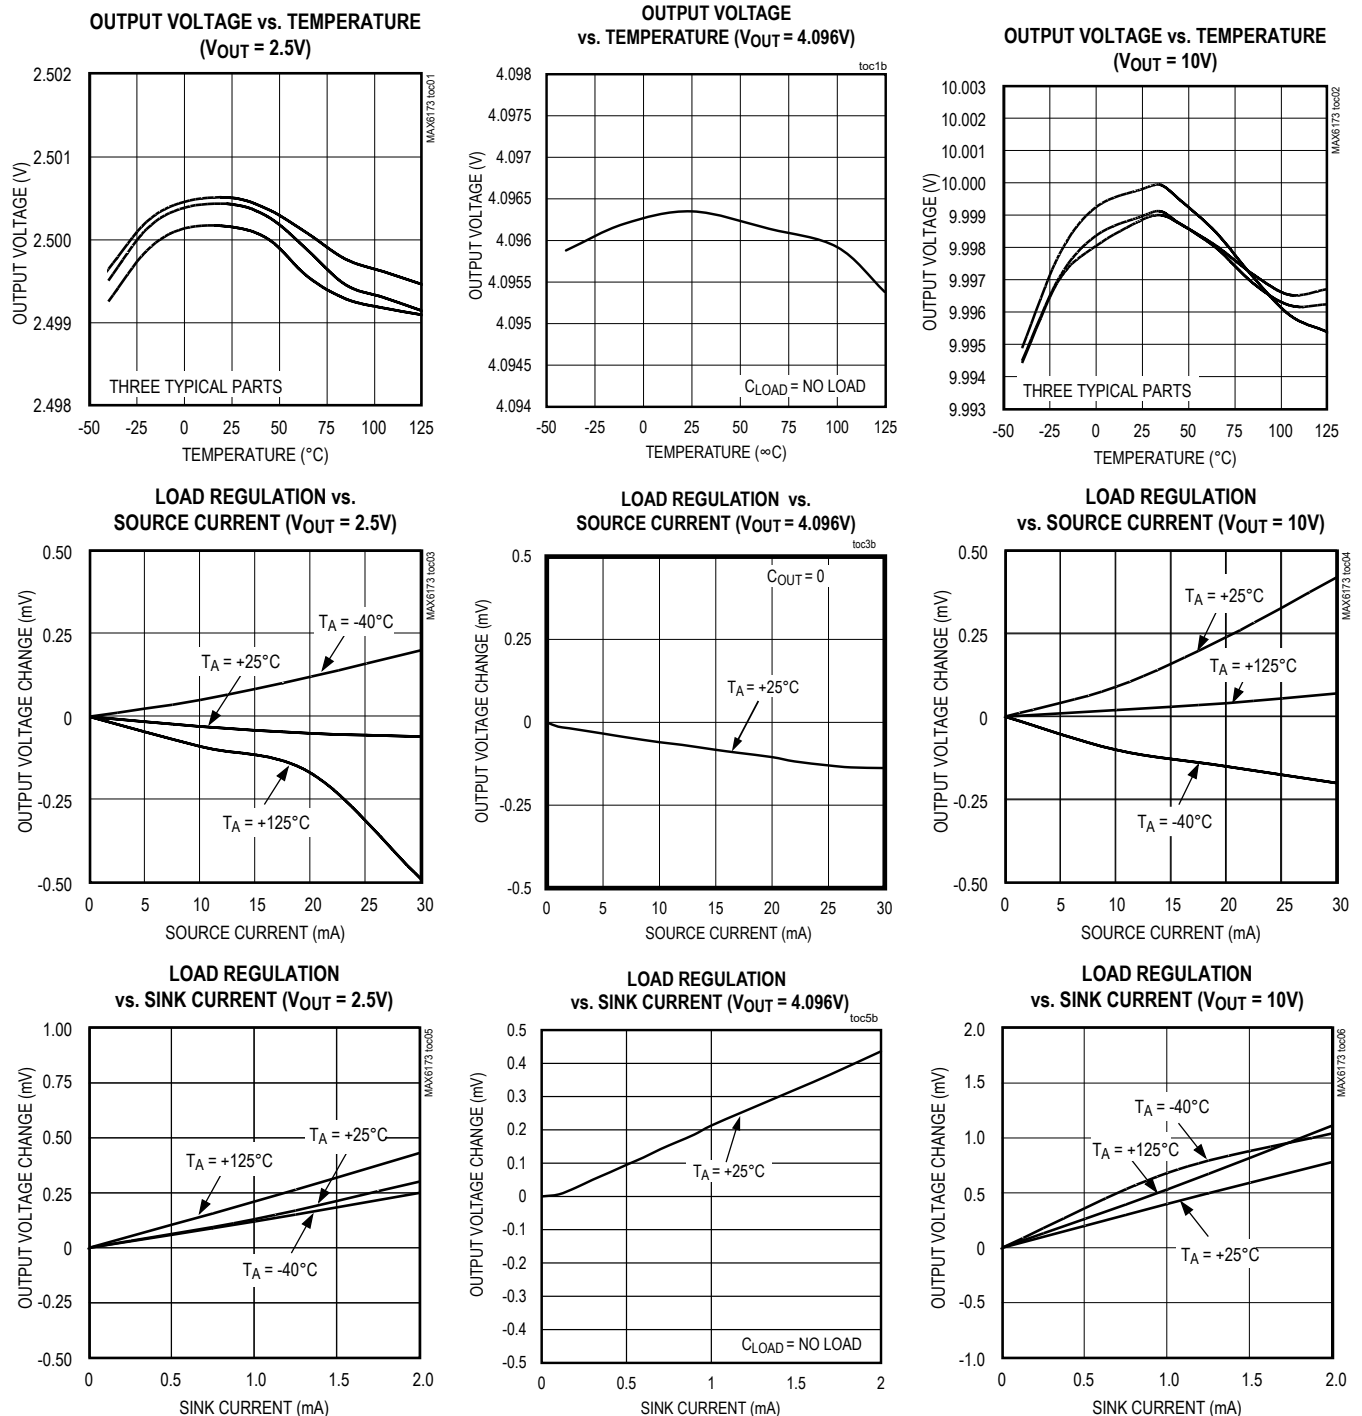 OUTPUT VOLTAGE vs. TEMPERATURE
(VOUT = 2.5V)
MAX6173 toc01
OUTPUT VOLTAGE (V)
2.502
2.501
2.500
2.499
2.498
THREE TYPICAL PARTS
-50 -25 0 25 50 75 100 125
TEMPERATURE (°C)
OUTPUT VOLTAGE
vs. TEMPERATURE (VOUT = 4.096V)
toc1b
OUTPUT VOLTAGE (V)
4.098
4.0975
4.097
4.0965
4.096
4.0955
4.095
4.0945
4.094
CLOAD = NO LOAD
-50 -25 0 25 50 75 100 125
TEMPERATURE (∞C)
OUTPUT VOLTAGE vs. TEMPERATURE
(VOUT = 10V)
MAX6173 toc02
OUTPUT VOLTAGE (V)
10.003
10.002
10.001
10.000
9.999
9.998
9.997
9.996
9.995
9.994
9.993
THREE TYPICAL PARTS
-50 -25 0 25 50 75 100 125
TEMPERATURE (°C)
LOAD REGULATION vs.
SOURCE CURRENT (VOUT = 2.5V)
MAX6173 toc03
OUTPUT VOLTAGE CHANGE (mV)
0.50
0.25
0
-0.25
-0.50
TA = -40°C
TA = +25°C
TA = +125°C
0 5 10 15 20 25 30
SOURCE CURRENT (mA)
LOAD REGULATION vs.
SOURCE CURRENT (VOUT = 4.096V)
toc3b
OUTPUT VOLTAGE CHANGE (mV)
0.5
0.25
0
-0.25
-0.5
COUT = 0
TA = +25°C
0 5 10 15 20 25 30
SOURCE CURRENT (mA)
LOAD REGULATION
vs. SOURCE CURRENT (VOUT = 10V)
MAX6173 toc04
OUTPUT VOLTAGE CHANGE (mV)
0.50
0.25
0
-0.25
-0.50
TA = +25°C
TA = +125°C
TA = -40°C
0 5 10 15 20 25 30
SOURCE CURRENT (mA)
LOAD REGULATION
vs. SINK CURRENT (VOUT = 2.5V)
MAX6173 toc05
OUTPUT VOLTAGE CHANGE (mV)
1.00
0.75
0.50
0.25
0
-0.25
-0.50
TA = +25°C
TA = +125°C
TA = -40°C
0 0.5 1.0 1.5 2.0
SINK CURRENT (mA)
LOAD REGULATION
vs. SINK CURRENT (VOUT = 4.096V)
toc5b
OUTPUT VOLTAGE CHANGE (mV)
0.5
0.4
0.3
0.2
0.1
0
-0.1
-0.2
-0.3
-0.4
-0.5
TA = +25°C
CLOAD = NO LOAD
0 0.5 1 1.5 2
SINK CURRENT (mA)
LOAD REGULATION
vs. SINK CURRENT (VOUT = 10V)
MAX6173 toc06
OUTPUT VOLTAGE CHANGE (mV)
2.0
1.5
1.0
0.5
0
-0.5
-1.0
TA = -40°C
TA = +125°C
TA = +25°C
0 0.5 1.0 1.5 2.0
SINK CURRENT (mA)